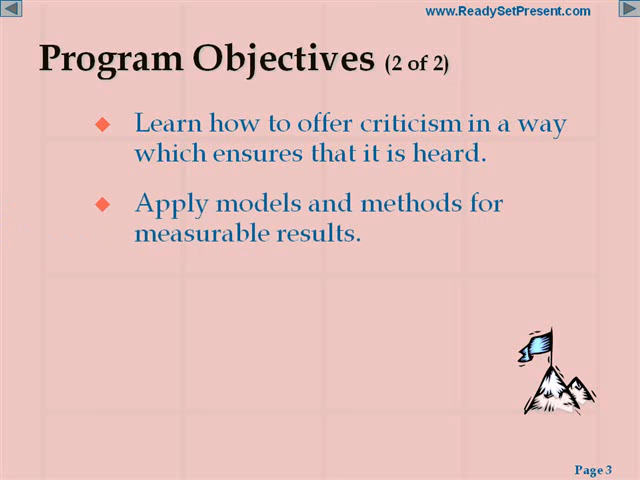 www.ReadySetPresent.com
Program Objectives (2 of 2)
Learn how to offer criticism in a way
which ensures that it is heard.
Apply models and methods for
measurable results.
Page 3